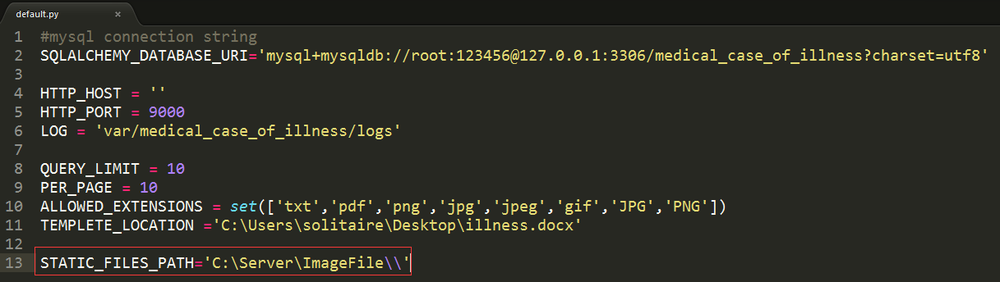 default.py ×
1 #mysql connection string
2 SQLALCHEMY_DATABASE_URI='mysql+mysqldb://root:123456@127.0.0.1:3306/medical_case_of_illness?charset=utf8'
3
4 HTTP_HOST = ''
5 HTTP_PORT = 9000
6 LOG = 'var/medical_case_of_illness/logs'
7
8 QUERY_LIMIT = 10
9 PER_PAGE = 10
10 ALLOWED_EXTENSIONS = set(['txt','pdf','png','jpg','jpeg','gif','JPG','PNG'])
11 TEMPLETE_LOCATION ='C:\Users\solitaire\Desktop\illness.docx'
12
13 STATIC_FILES_PATH='C:\Server\ImageFile\\'